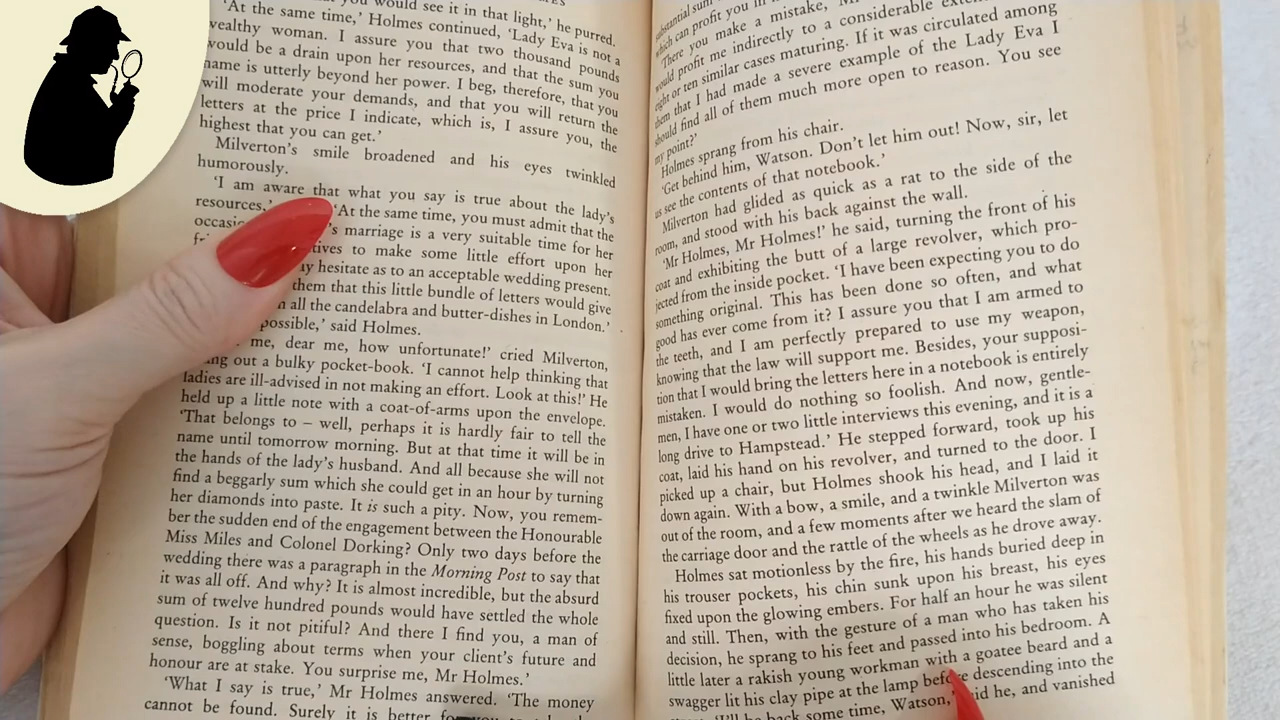 you would see it in that light,' he purred.
'At the same time,' Holmes continued, 'Lady Eva is not a
wealthy woman. I assure you that two thousand pounds
would be a drain upon her resources, and that the sum you
name is utterly beyond her power. I beg, therefore, that you
will moderate your demands, and that you will return the
letters at the price I indicate, which is, I assure you, the
highest that you can get.'
Milverton's smile broadened and his eyes twinkled
humorously.
'I am aware that what you say is true about the lady's
resources,' 'At the same time, you must admit that the
marriage is a very suitable time for her
to make some little effort upon her
hesitate as to an acceptable wedding present.
them that this little bundle of letters would give
all the candelabra and butter-dishes in London.'
possible,' said Holmes.
me, dear me, how unfortunate!' cried Milverton,
out a bulky pocket-book. 'I cannot help thinking that
ladies are ill-advised in not making an effort. Look at this!' He
held up a little note with a coat-of-arms upon the envelope.
'That belongs to – well, perhaps it is hardly fair to tell the
name until tomorrow morning. But at that time it will be in
the hands of the lady's husband. And all because she will not
find a beggarly sum which she could get in an hour by turning
her diamonds into paste. It is such a pity. Now, you remem-
ber the sudden end of the engagement between the Honourable
Miss Miles and Colonel Dorking? Only two days before the
wedding there was a paragraph in the Morning Post to say that
it was all off. And why? It is almost incredible, but the absurd
sum of twelve hundred pounds would have settled the whole
question. Is it not pitiful? And there I find you, a man of
sense, boggling about terms when your client's future and
honour are at stake. You surprise me, Mr Holmes.'
'What I say is true,' Mr Holmes answered. 'The money
cannot be found. Surely it is better
substantial sum
which can profit you in
'There you make a mistake,
would profit me indirectly to a considerable
eight or ten similar cases maturing. If it was circulated among
them that I had made a severe example of the Lady Eva I
should find all of them much more open to reason. You see
my point?'
Holmes sprang from his chair.
'Get behind him, Watson. Don't let him out! Now, sir, let
us see the contents of that notebook.'
Milverton had glided as quick as a rat to the side of the
room, and stood with his back against the wall.
'Mr Holmes, Mr Holmes!' he said, turning the front of his
coat and exhibiting the butt of a large revolver, which pro-
jected from the inside pocket. 'I have been expecting you to do
something original. This has been done so often, and what
good has ever come from it? I assure you that I am armed to
the teeth, and I am perfectly prepared to use my weapon,
knowing that the law will support me. Besides, your supposi-
tion that I would bring the letters here in a notebook is entirely
mistaken. I would do nothing so foolish. And now, gentle-
men, I have one or two little interviews this evening, and it is a
long drive to Hampstead.' He stepped forward, took up his
coat, laid his hand on his revolver, and turned to the door. I
picked up a chair, but Holmes shook his head, and I laid it
down again. With a bow, a smile, and a twinkle Milverton was
out of the room, and a few moments after we heard the slam of
the carriage door and the rattle of the wheels as he drove away.
Holmes sat motionless by the fire, his hands buried deep in
his trouser pockets, his chin sunk upon his breast, his eyes
fixed upon the glowing embers. For half an hour he was silent
and still. Then, with the gesture of a man who has taken his
decision, he sprang to his feet and passed into his bedroom. A
little later a rakish young workman with a goatee beard and a
swagger lit his clay pipe at the lamp before descending into the
'I'll be back some time, Watson,' said he, and vanished